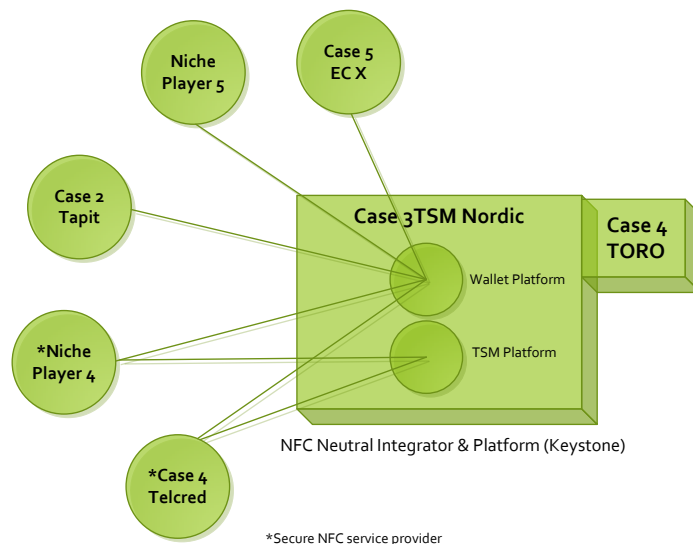 Niche
Player 5
Case 5
EC X
Case 2
Tapit
Case 3TSM Nordic
Case 4
TORO
Wallet Platform
TSM Platform
*Niche
Player 4
NFC Neutral Integrator & Platform (Keystone)
*Case 4
Telcred
*Secure NFC service provider